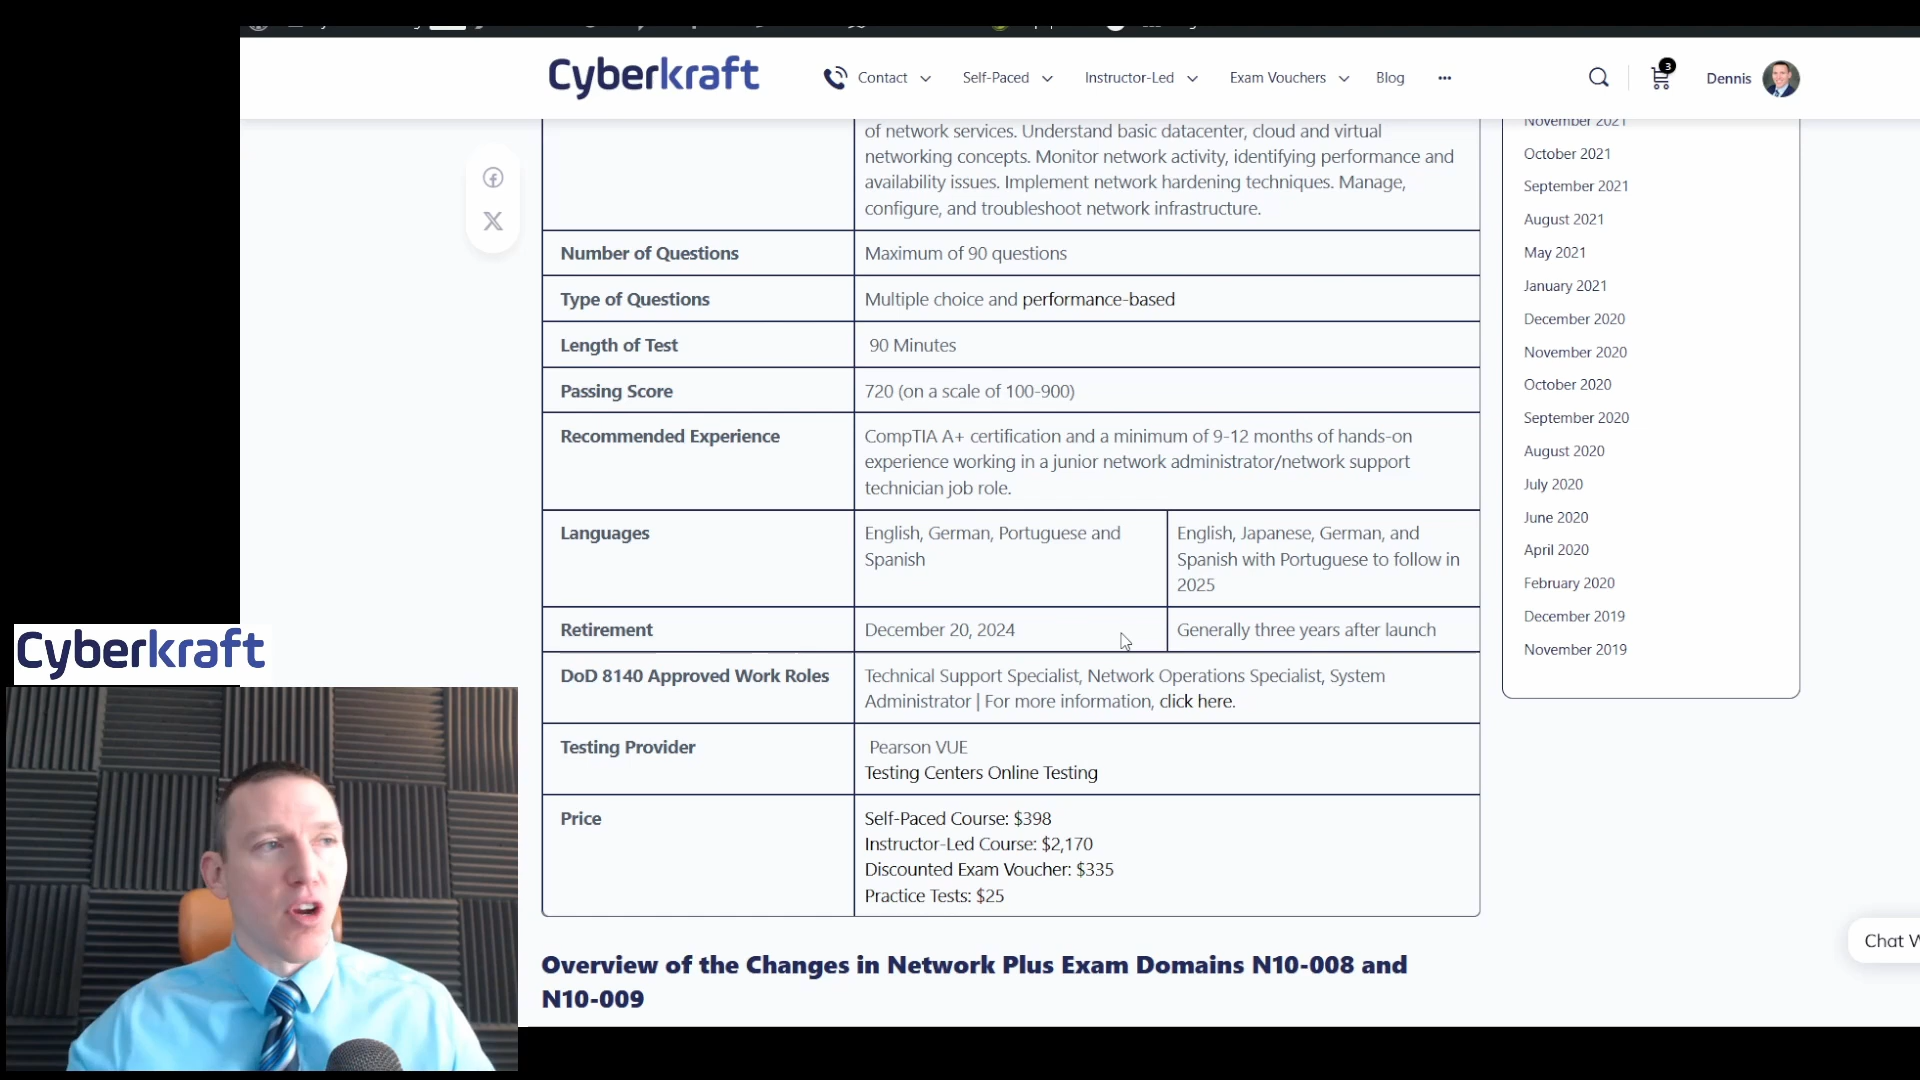 Cyberkraft
Contact
Self-Paced
Instructor-Led
Exam Vouchers
Blog
3
Dennis
of network services. Understand basic datacenter, cloud and virtual
networking concepts. Monitor network activity, identifying performance and
availability issues. Implement network hardening techniques. Manage,
configure, and troubleshoot network infrastructure.
Number of Questions
Maximum of 90 questions
Type of Questions
Multiple choice and performance-based
Length of Test
90 Minutes
Passing Score
720 (on a scale of 100-900)
Recommended Experience
CompTIA A+ certification and a minimum of 9-12 months of hands-on
experience working in a junior network administrator/network support
technician job role.
Languages
English, German, Portuguese and
Spanish
English, Japanese, German, and
Spanish with Portuguese to follow in
2025
Retirement
December 20, 2024
Generally three years after launch
DoD 8140 Approved Work Roles
Technical Support Specialist, Network Operations Specialist, System
Administrator | For more information, click here.
Testing Provider
Pearson VUE
Testing Centers Online Testing
Price
Self-Paced Course: $398
Instructor-Led Course: $2,170
Discounted Exam Voucher: $335
Practice Tests: $25
Overview of the Changes in Network Plus Exam Domains N10-008 and
N10-009
November 2021
October 2021
September 2021
August 2021
May 2021
January 2021
December 2020
November 2020
October 2020
September 2020
August 2020
July 2020
June 2020
April 2020
February 2020
December 2019
November 2019
Chat W
Cyberkraft